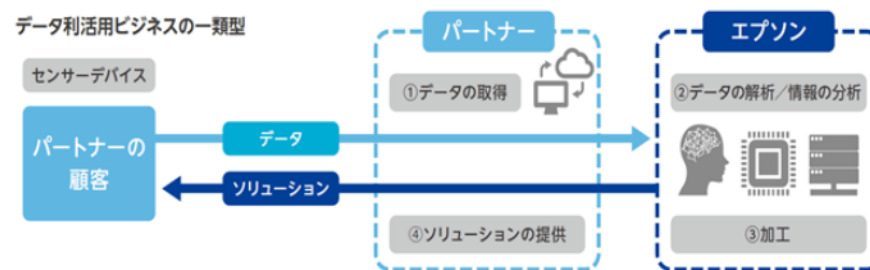 データ利活用ビジネスの一類型
パートナー
エプソン
センサーデバイス
①データの取得
②データの解析／情報の分析
パートナーの
顧客
データ
ソリューション
④ソリューションの提供
③加工